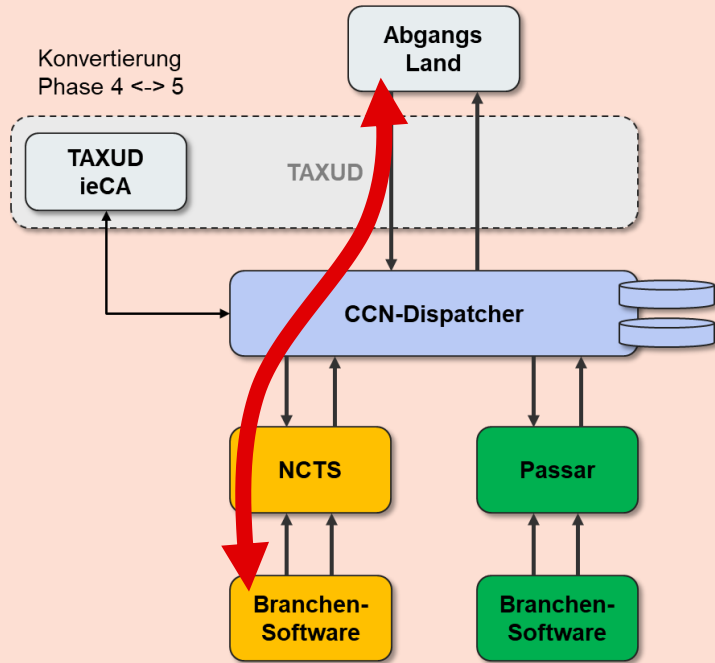 Abgangs
Land
Konvertierung
Phase 4 <-> 5
TAXUD
ieCA
TAXUD
CCN-Dispatcher
NCTS
Passar
Branchen-
Software
Branchen-
Software